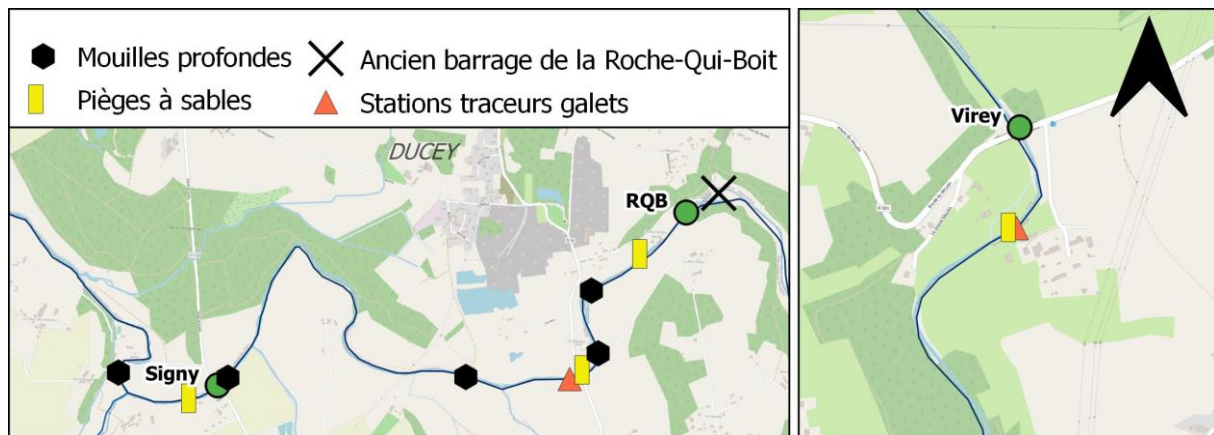 Mouilles profondes
Ancien barrage de la Roche-Qui-Boit
Pièges à sables
Stations traceurs galets
DUCEY
RQB
Signy
Virey